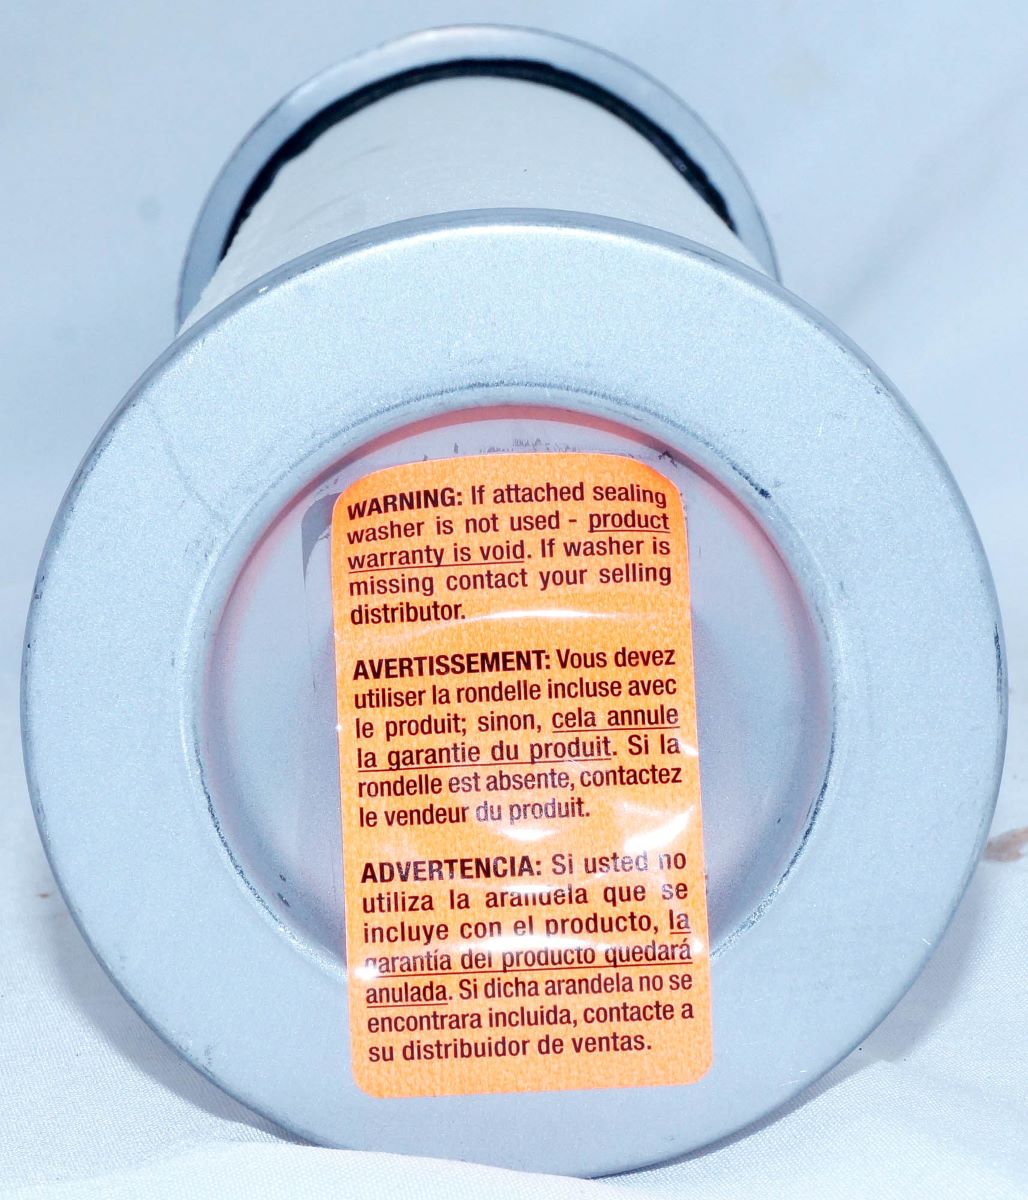 WARNING: If attached sealing
washer is not used - product
warranty is void. If washer is
missing contact your selling
distributor.
AVERTISSEMENT: Vous devez
utiliser la rondelle incluse avec
le produit; sinon, cela annule
la garantie du produit. Si la
rondelle est absente, contactez
le vendeur du produit.
ADVERTENCIA: Si usted no
utiliza la arandela que se
incluye con el producto, la
garantía del producto quedará
anulada. Si dicha arandela no se
encontrara incluida, contacte a
su distribuidor de ventas.